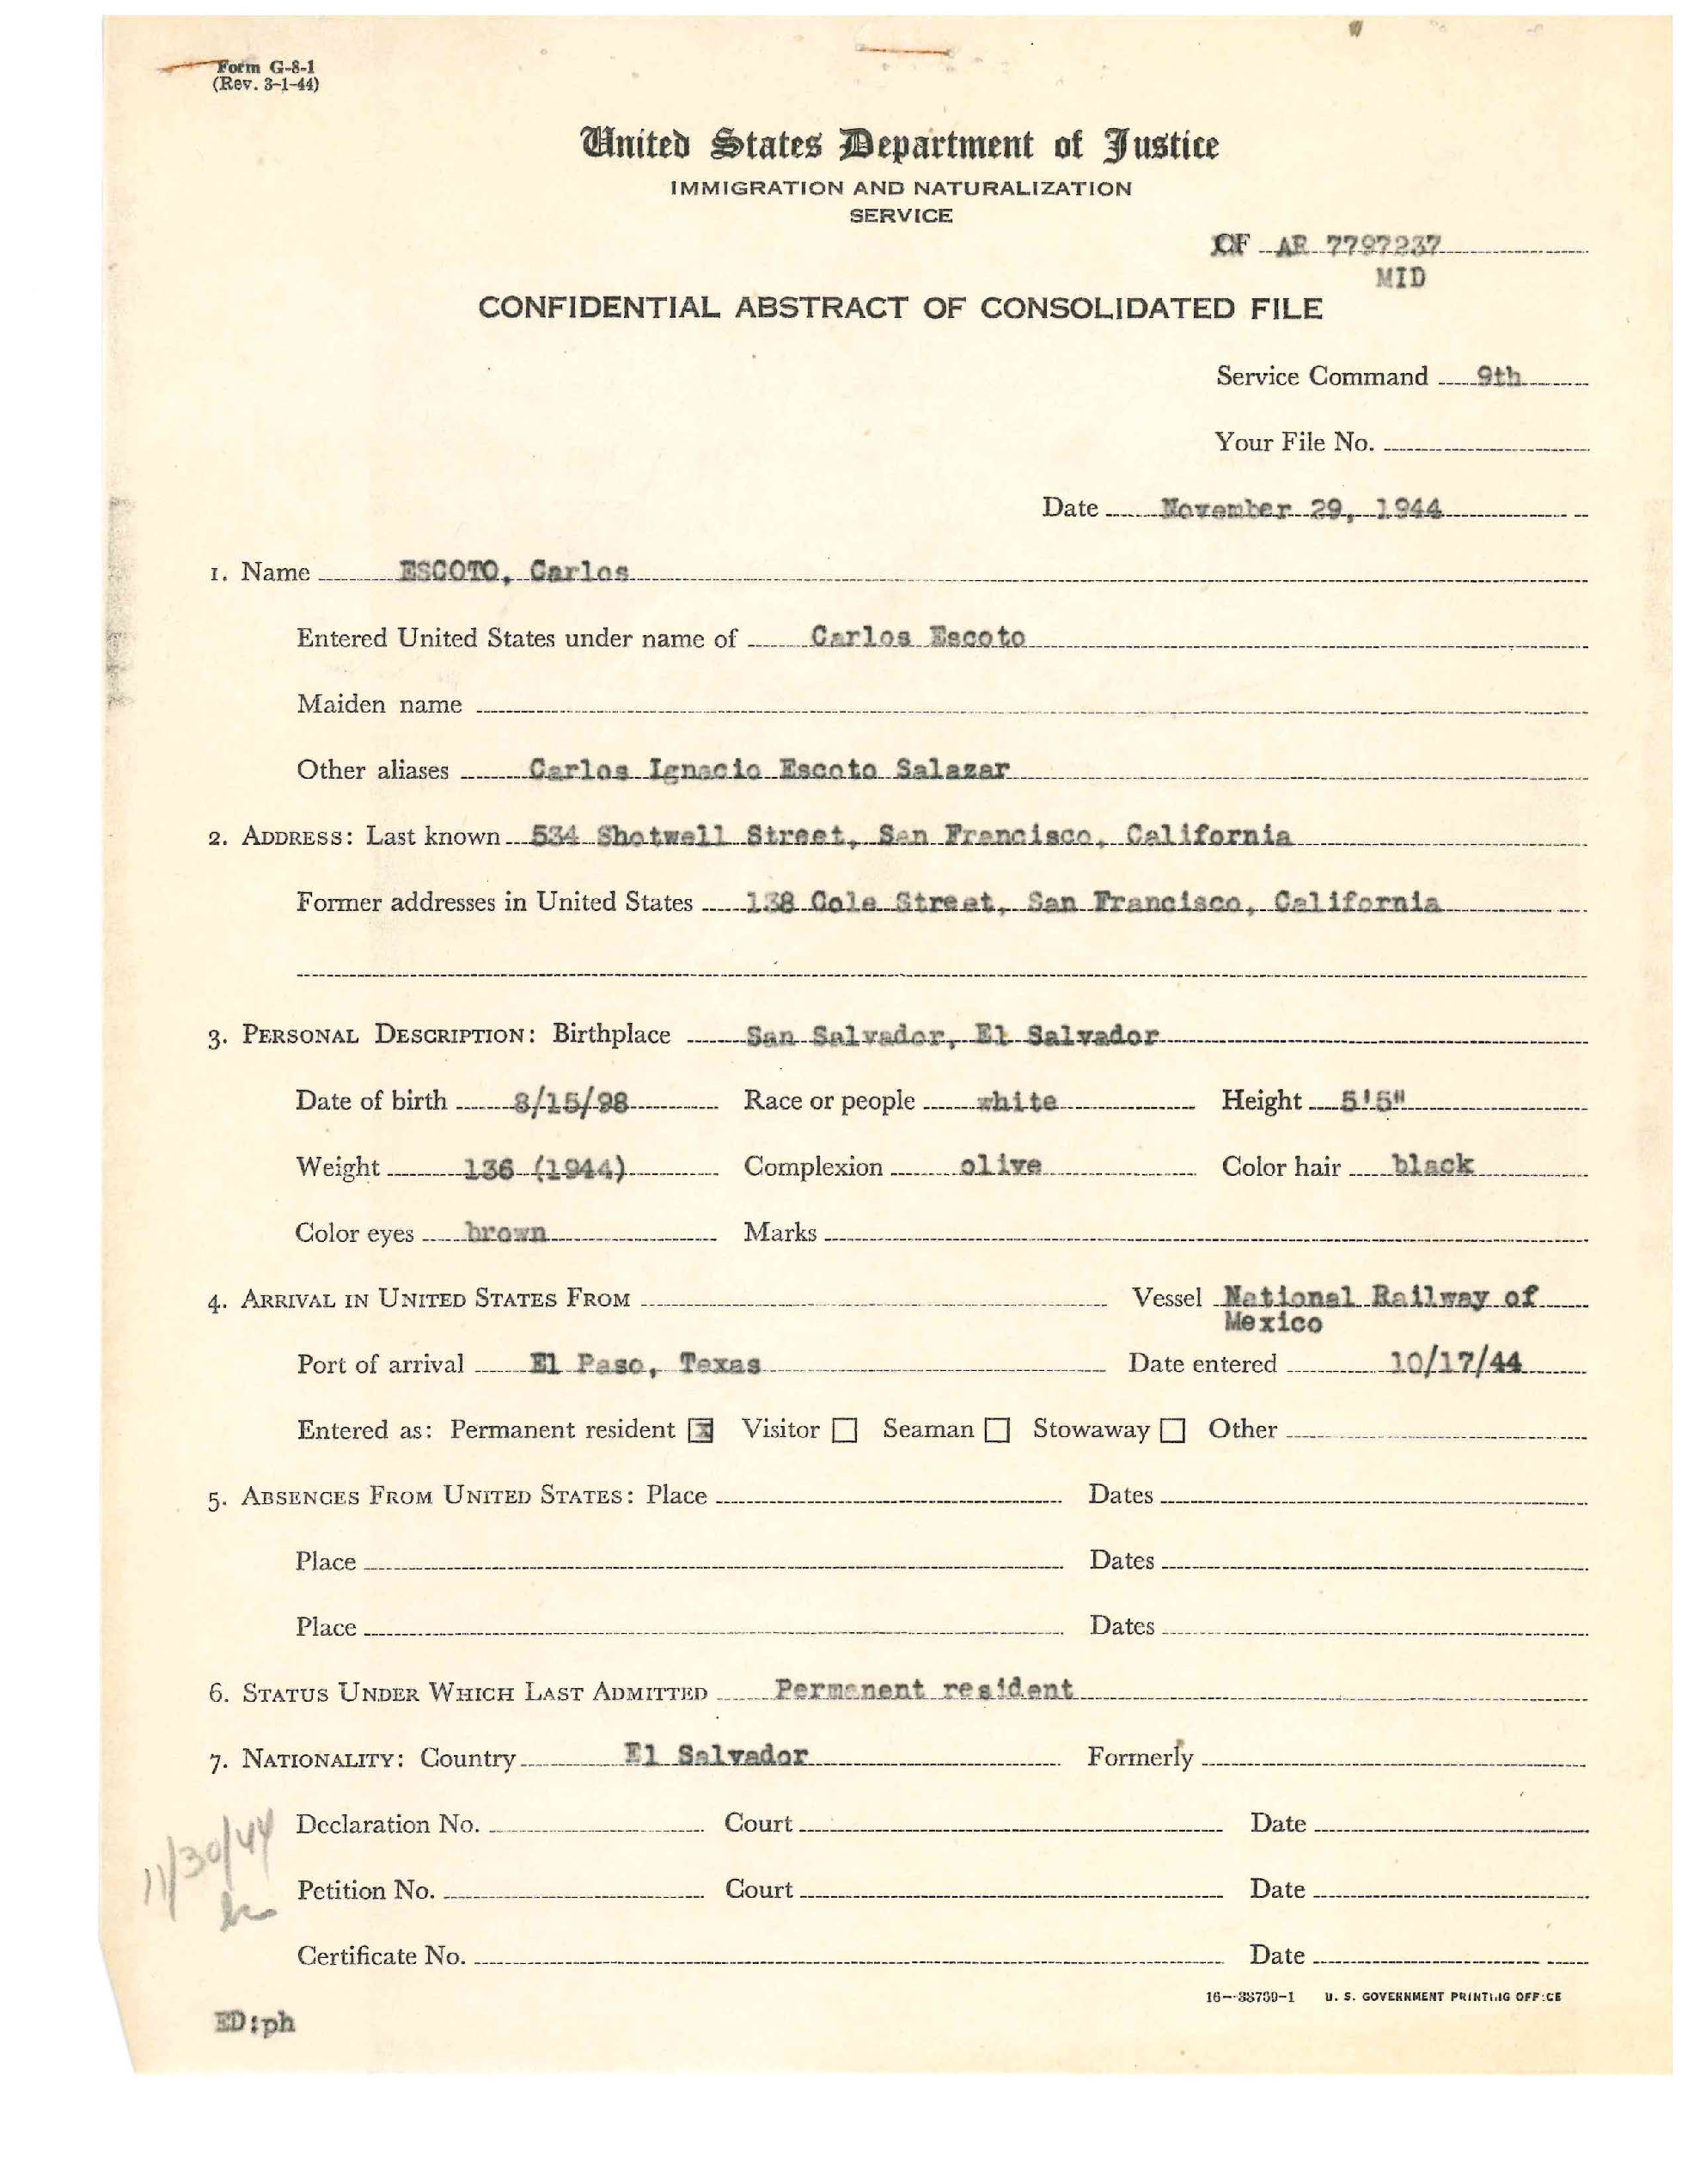 Form G-8-1
(Rev. 3-1-44)
United States Department of Justice
IMMIGRATION AND NATURALIZATION
SERVICE
CF AR 7797237
MID
CONFIDENTIAL ABSTRACT OF CONSOLIDATED FILE
Service Command 9th
Your File No.
Date November 29, 1944
1. Name ESCOTO, Carlos
Entered United States under name of Carlos Escoto
Maiden name
Other aliases Carlos Ignacio Escoto Salazar
2. ADDRESS: Last known 534 Shotwell Street, San Francisco, California
Former addresses in United States 138 Cole Street, San Francisco, California
3. PERSONAL DESCRIPTION: Birthplace San Salvador, El Salvador
Date of birth 8/15/98 Race or people white Height 5'5"
Weight 136 (1944) Complexion olive Color hair black
Color eyes brown Marks
4. ARRIVAL IN UNITED STATES FROM Vessel National Railway of
Mexico
Port of arrival El Paso, Texas Date entered 10/17/44
Entered as: Permanent resident x Visitor Seaman Stowaway Other
5. ABSENCES FROM UNITED STATES: Place Dates
Place Dates
Place Dates
6. STATUS UNDER WHICH LAST ADMITTED Permanent resident
7. NATIONALITY: Country El Salvador Formerly
Declaration No. Court Date
11/30/44
Petition No. Court Date
Certificate No. Date
16—38739-1 U. S. GOVERNMENT PRINTING OFFICE
ED:ph